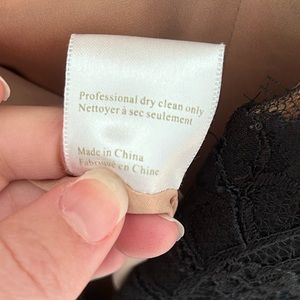 Professional dry clean only
Nettoyer à sec seulement
Made in China
Fabriqué en Chine